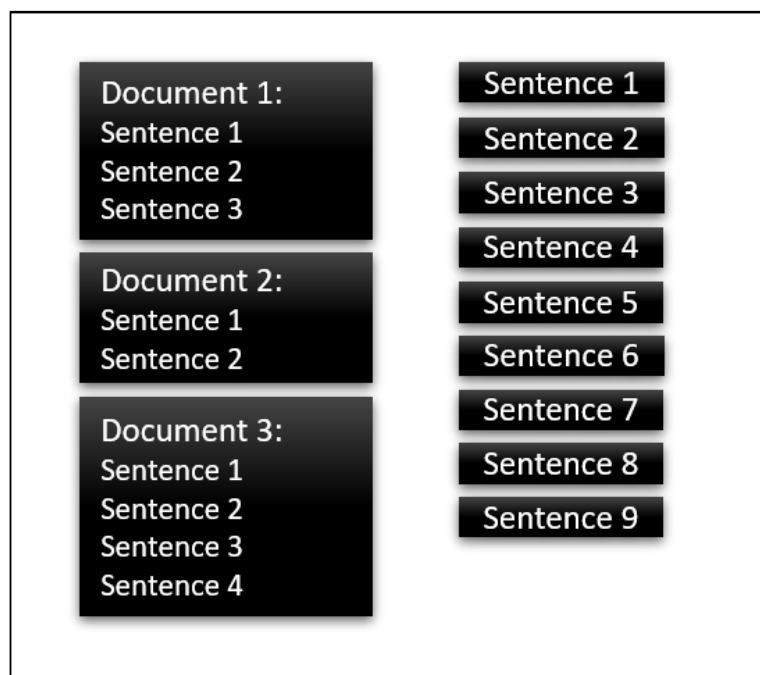 Document 1:
Sentence 1
Sentence 2
Sentence 3
Document 2:
Sentence 1
Sentence 2
Document 3:
Sentence 1
Sentence 2
Sentence 3
Sentence 4
Sentence 1
Sentence 2
Sentence 3
Sentence 4
Sentence 5
Sentence 6
Sentence 7
Sentence 8
Sentence 9